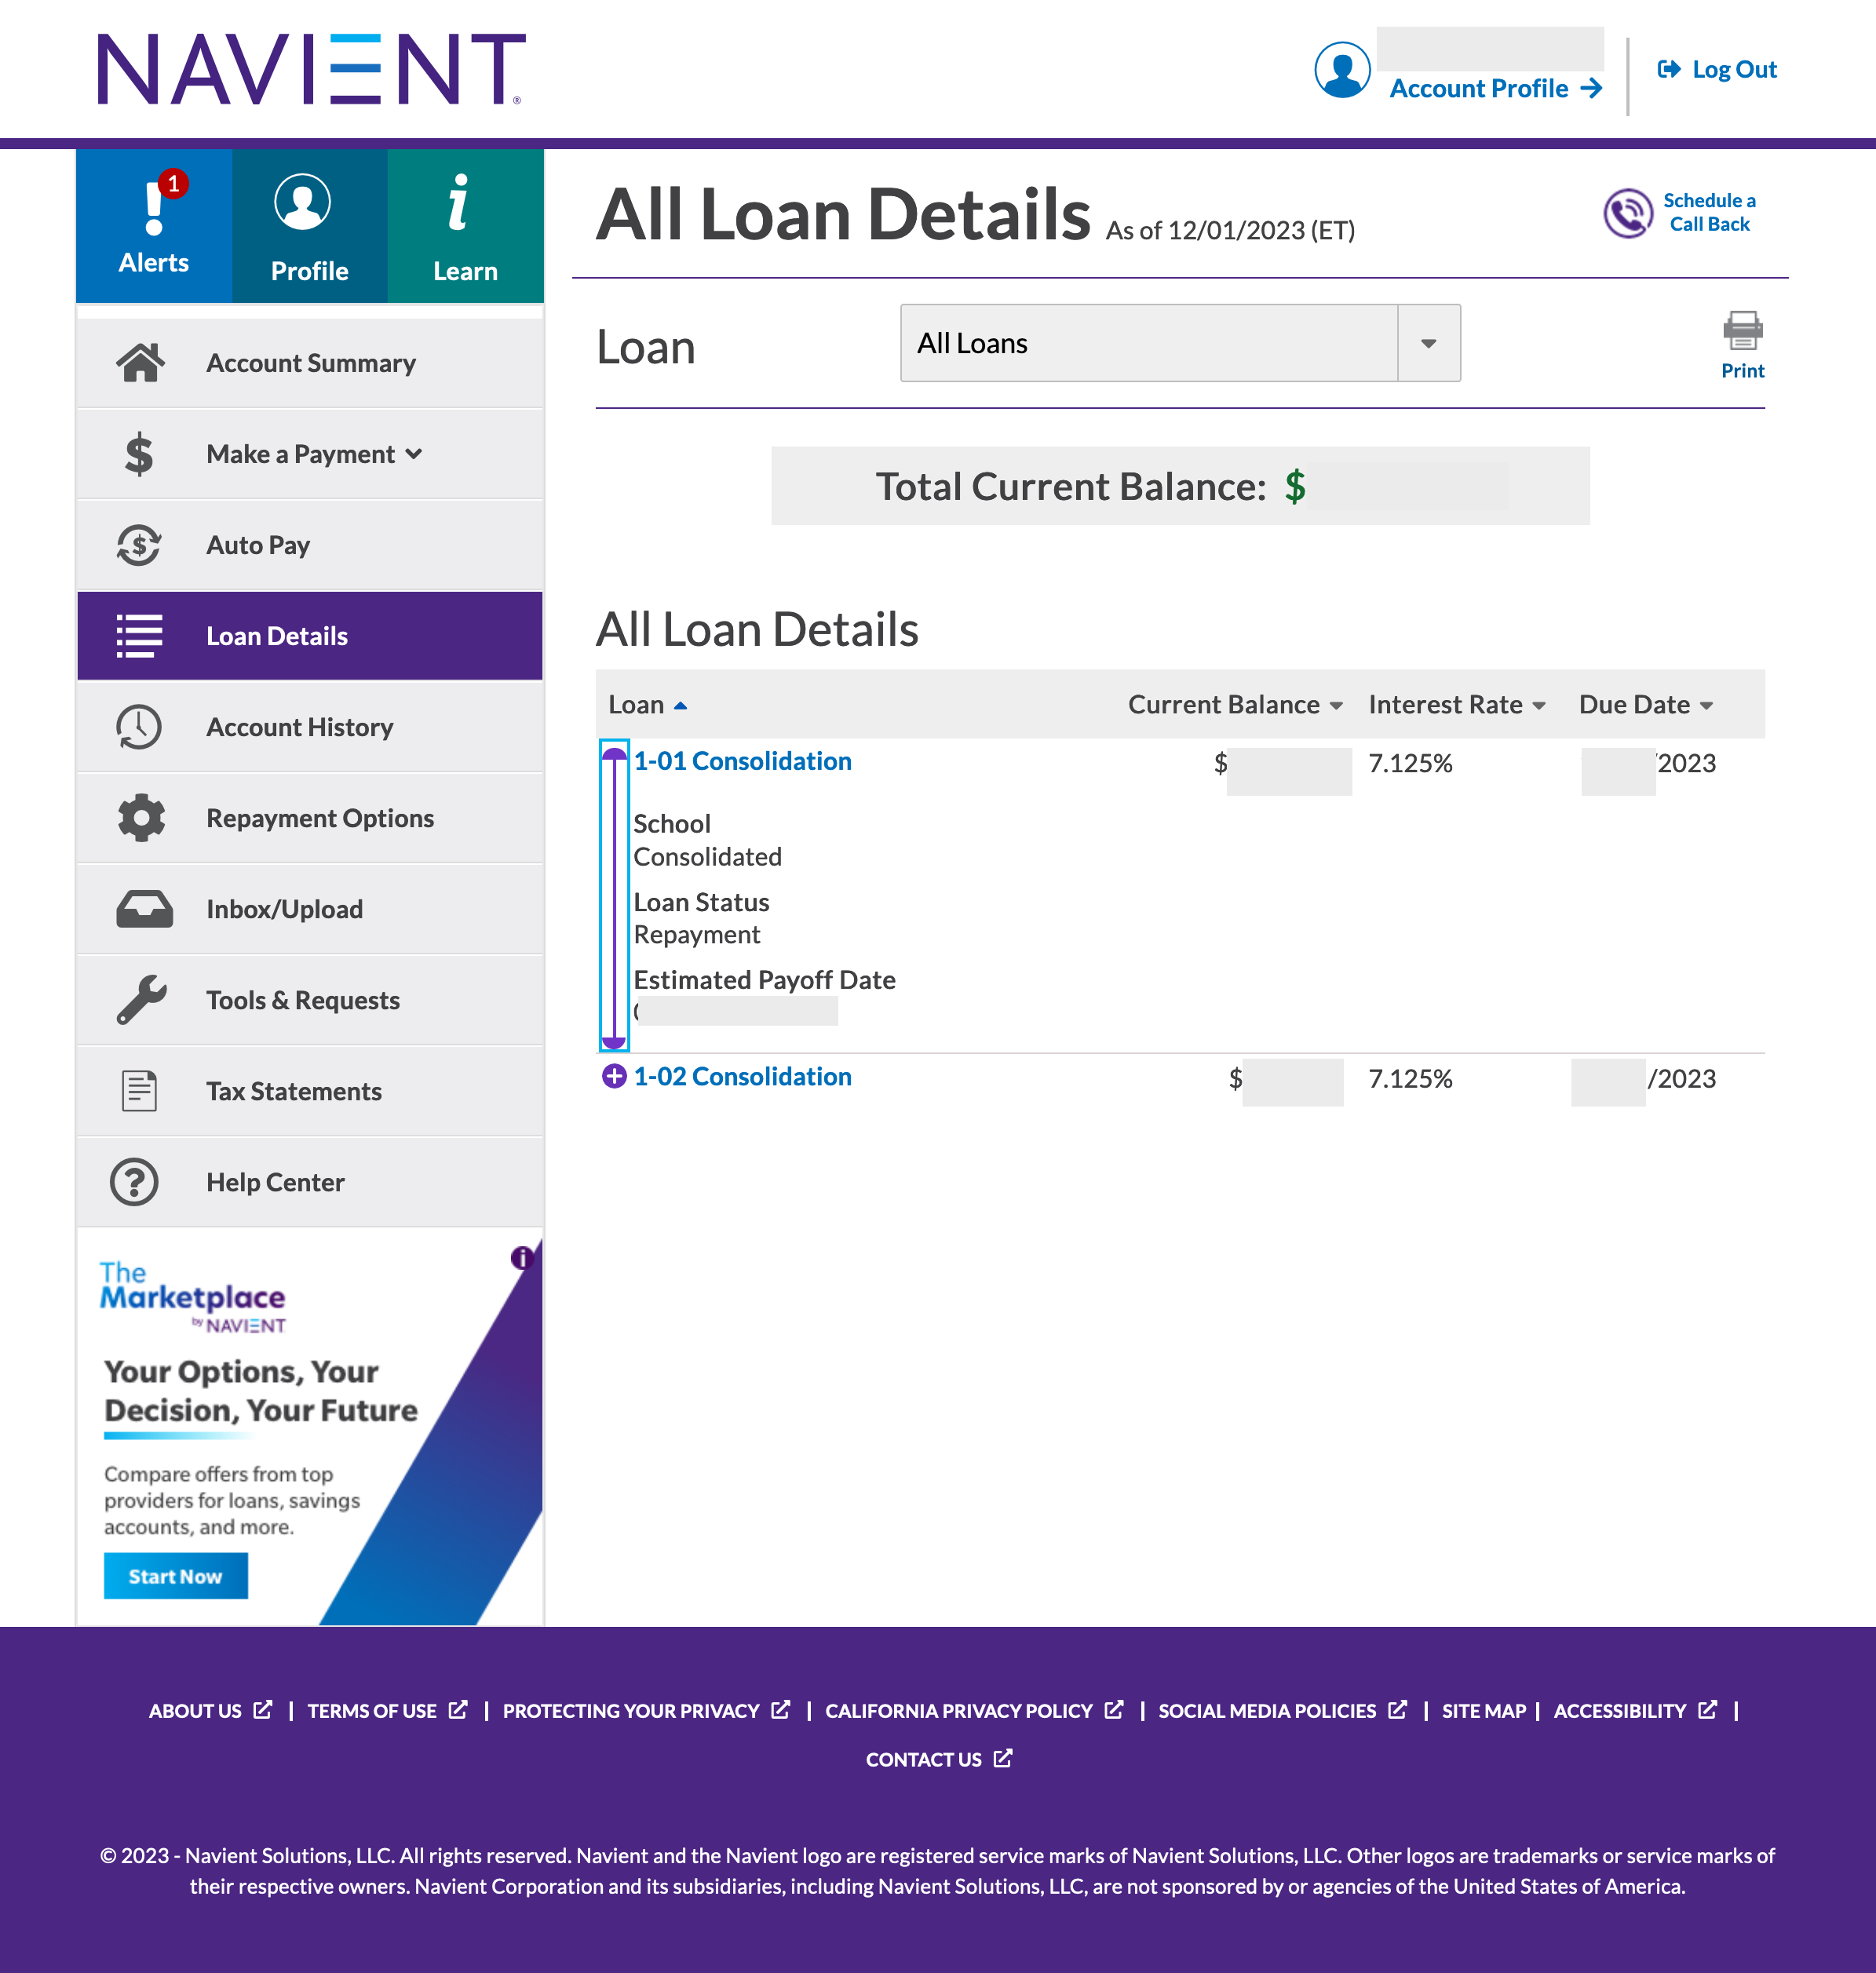 NAVIENT®
Account Profile
Log Out
1
Alerts
Profile
Learn
All Loan Details As of 12/01/2023 (ET)
Schedule a
Call Back
Loan
All Loans
Print
Account Summary
Make a Payment
Auto Pay
Loan Details
Account History
Repayment Options
Inbox/Upload
Tools & Requests
Tax Statements
Help Center
Total Current Balance: $
All Loan Details
Loan Current Balance Interest Rate Due Date
1-01 Consolidation $ 7.125% /2023
School
Consolidated
Loan Status
Repayment
Estimated Payoff Date
1-02 Consolidation $ 7.125% /2023
The
Marketplace
by NAVIENT
Your Options, Your
Decision, Your Future
Compare offers from top
providers for loans, savings
accounts, and more.
Start Now
ABOUT US | TERMS OF USE | PROTECTING YOUR PRIVACY | CALIFORNIA PRIVACY POLICY | SOCIAL MEDIA POLICIES | SITE MAP | ACCESSIBILITY |
CONTACT US
© 2023 - Navient Solutions, LLC. All rights reserved. Navient and the Navient logo are registered service marks of Navient Solutions, LLC. Other logos are trademarks or service marks of
their respective owners. Navient Corporation and its subsidiaries, including Navient Solutions, LLC, are not sponsored by or agencies of the United States of America.